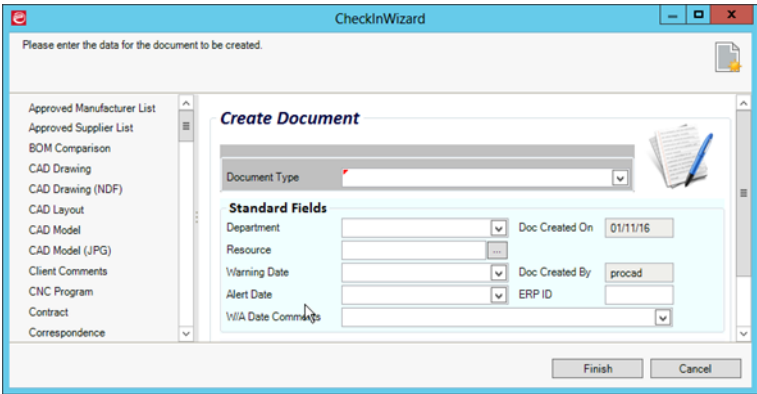 CheckInWizard
Please enter the data for the document to be created.
Approved Manufacturer List
Approved Supplier List
BOM Comparison
CAD Drawing
CAD Drawing (NDF)
CAD Layout
CAD Model
CAD Model (JPG)
Client Comments
CNC Program
Contract
Correspondence
Create Document
Document Type
Standard Fields
Department
Doc Created On 01/11/16
Resource ...
Warning Date
Doc Created By procad
Alert Date
ERP ID
W/A Date Comments
Finish
Cancel